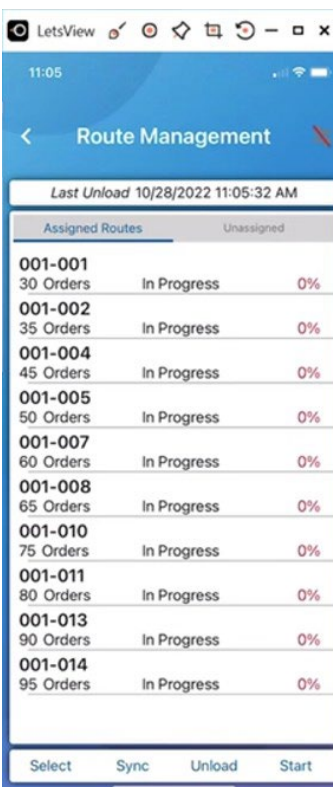 LetsView
11:05
Route Management
Last Unload 10/28/2022 11:05:32 AM
Assigned Routes Unassigned
001-001
30 Orders In Progress 0%
001-002
35 Orders In Progress 0%
001-004
45 Orders In Progress 0%
001-005
50 Orders In Progress 0%
001-007
60 Orders In Progress 0%
001-008
65 Orders In Progress 0%
001-010
75 Orders In Progress 0%
001-011
80 Orders In Progress 0%
001-013
90 Orders In Progress 0%
001-014
95 Orders In Progress 0%
Select Sync Unload Start